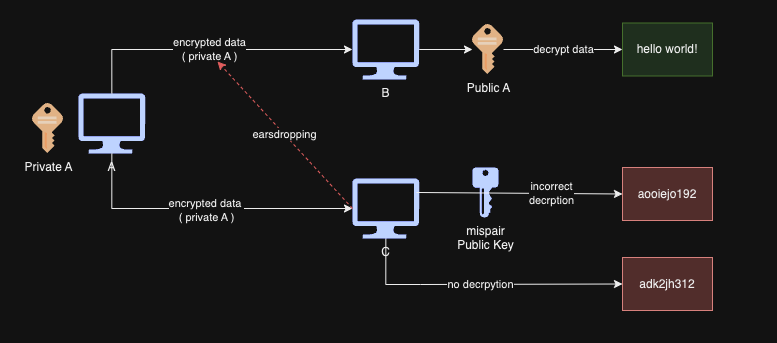 encrypted data
( private A )
B
Public A
decrypt data
hello world!
Private A
A
earsdropping
encrypted data
( private A )
C
mispair
Public Key
incorrect
decrption
aooiejo192
no decrpytion
adk2jh312